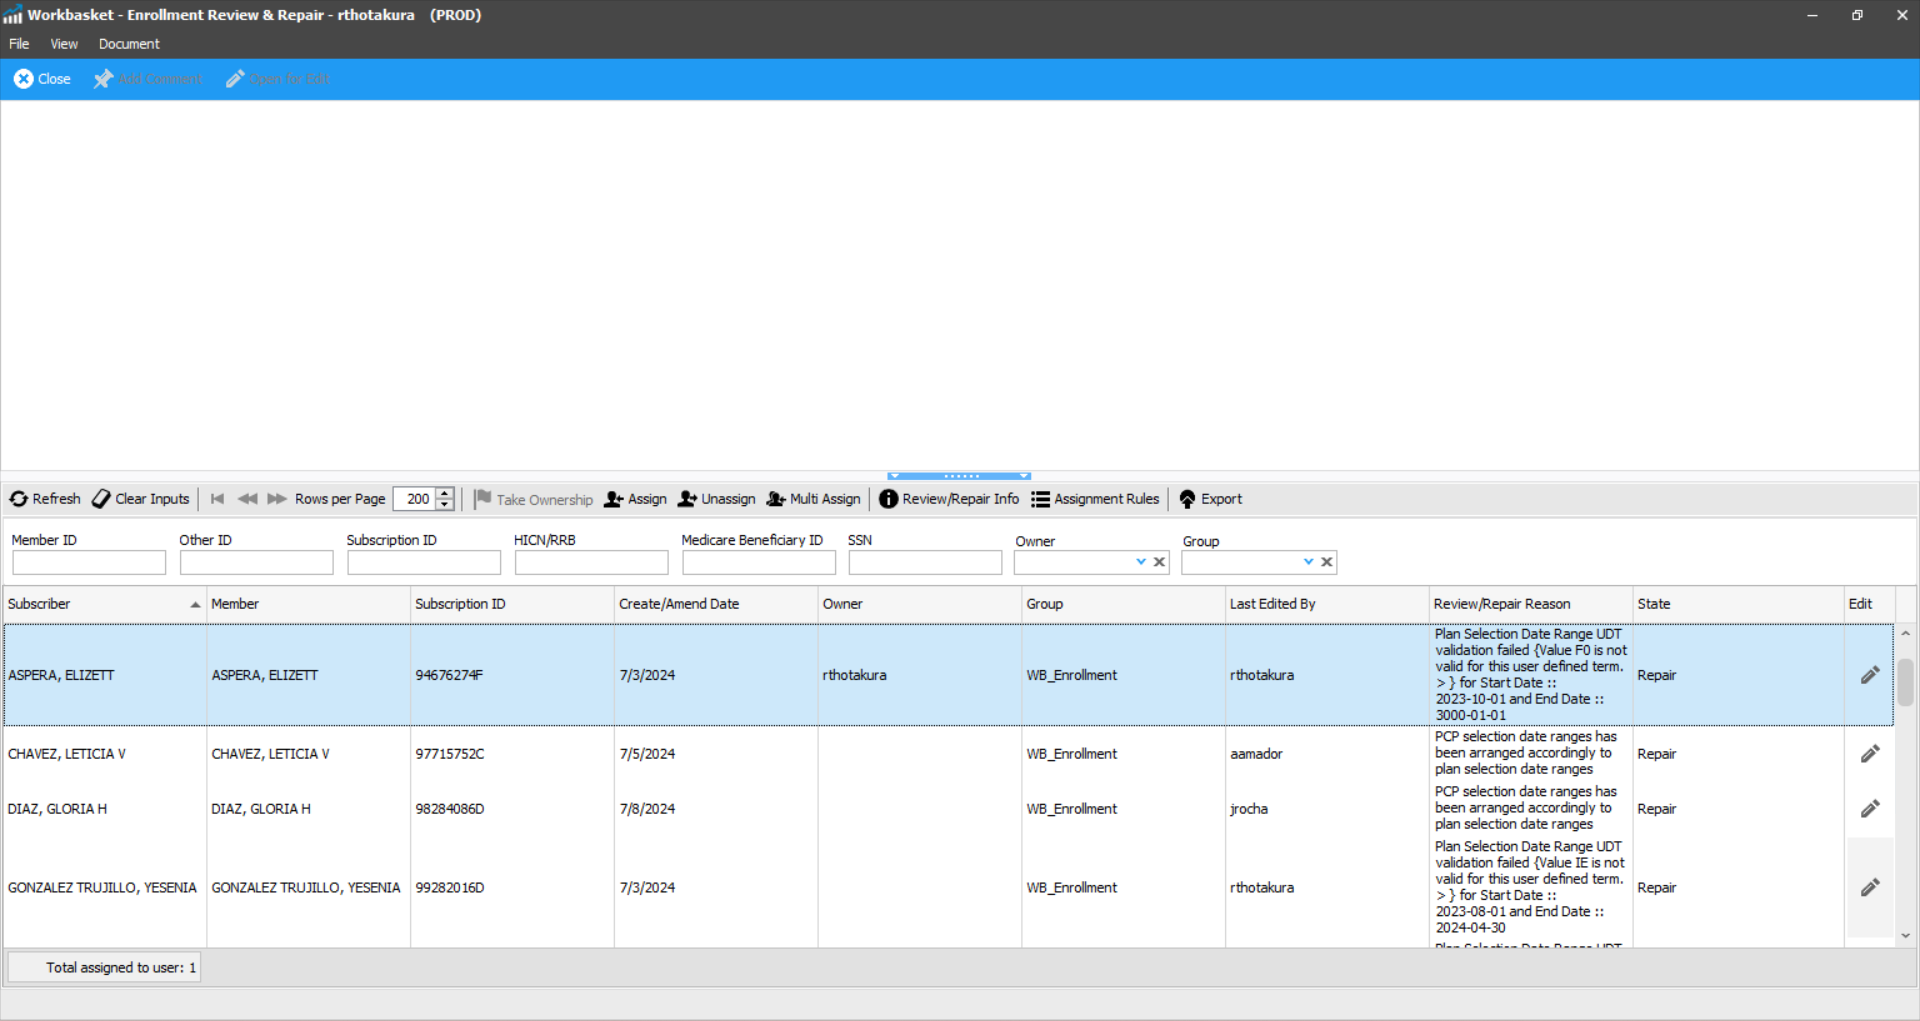 Workbasket - Enrollment Review & Repair - rthotakura (PROD)
File View Document
Close Add Comment Open for Edit
Refresh Clear Inputs Rows per Page 200 Take Ownership Assign Unassign Multi Assign Review/Repair Info Assignment Rules Export
Member ID Other ID Subscription ID HICN/RRB Medicare Beneficiary ID SSN Owner Group
Subscriber Member Subscription ID Create/Amend Date Owner Group Last Edited By Review/Repair Reason State Edit
ASPERA, ELIZETT ASPERA, ELIZETT 94676274F 7/3/2024 rthotakura WB_Enrollment rthotakura
Plan Selection Date Range UDT
validation failed {Value F0 is not
valid for this user defined term.
> } for Start Date ::
2023-10-01 and End Date ::
3000-01-01
Repair
CHAVEZ, LETICIA V CHAVEZ, LETICIA V 97715752C 7/5/2024 WB_Enrollment aamador
PCP selection date ranges has
been arranged accordingly to
plan selection date ranges
Repair
DIAZ, GLORIA H DIAZ, GLORIA H 98284086D 7/8/2024 WB_Enrollment jrocha
PCP selection date ranges has
been arranged accordingly to
plan selection date ranges
Repair
GONZALEZ TRUJILLO, YESENIA GONZALEZ TRUJILLO, YESENIA 99282016D 7/3/2024 WB_Enrollment rthotakura
Plan Selection Date Range UDT
validation failed {Value IE is not
valid for this user defined term.
> } for Start Date ::
2023-08-01 and End Date ::
2024-04-30
Repair
Plan Selection Date Range UDT
Total assigned to user: 1